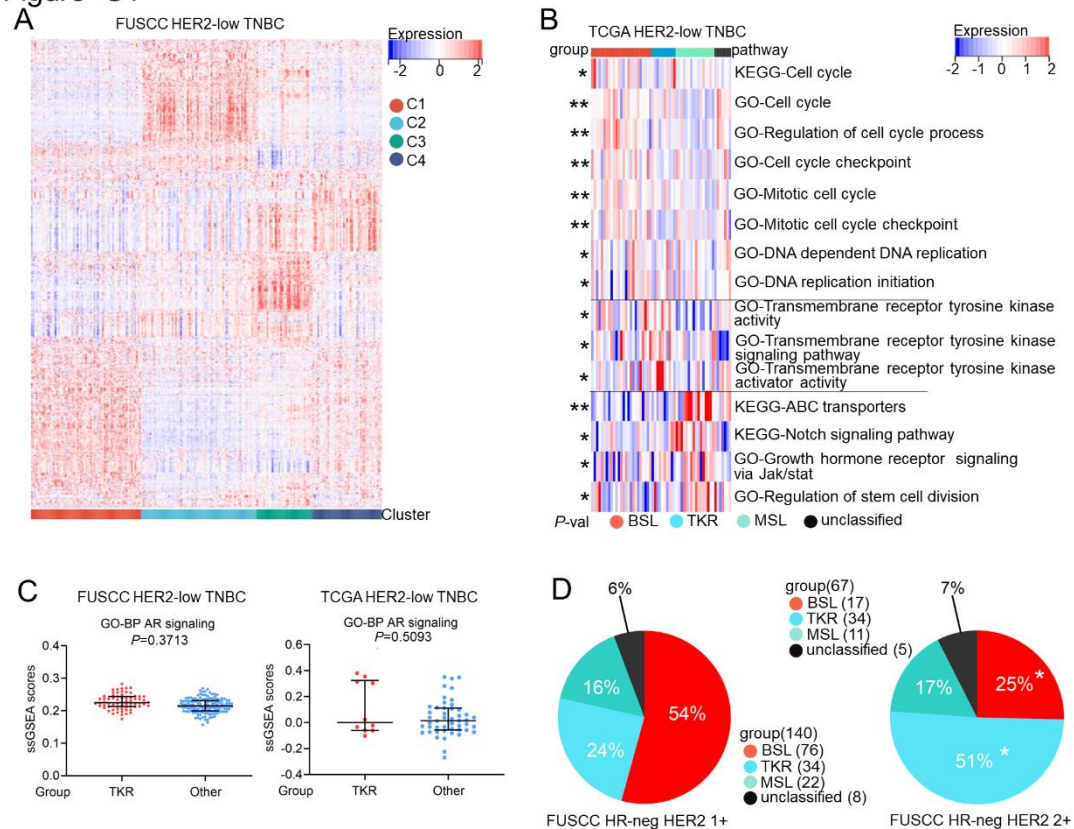 A
FUSCC HER2-low TNBC
Expression
-2 0 2
C1
C2
C3
C4
Cluster
B
TCGA HER2-low TNBC
group
pathway
Expression
-2 -1 0 1 2
* KEGG-Cell cycle
** GO-Cell cycle
** GO-Regulation of cell cycle process
** GO-Cell cycle checkpoint
** GO-Mitotic cell cycle
** GO-Mitotic cell cycle checkpoint
* GO-DNA dependent DNA replication
* GO-DNA replication initiation
* GO-Transmembrane receptor tyrosine kinase
activity
* GO-Transmembrane receptor tyrosine kinase
signaling pathway
* GO-Transmembrane receptor tyrosine kinase
activator activity
** KEGG-ABC transporters
* KEGG-Notch signaling pathway
* GO-Growth hormone receptor signaling
via Jak/stat
* GO-Regulation of stem cell division
P-val BSL TKR MSL unclassified
C
FUSCC HER2-low TNBC
GO-BP AR signaling
P=0.3713
ssGSEA scores
0.4
0.3
0.2
0.1
0.0
Group TKR Other
TCGA HER2-low TNBC
GO-BP AR signaling
P=0.5093
ssGSEA scores
0.6
0.4
0.2
0.0
-0.2
-0.4
Group TKR Other
D
6%
16%
54%
24%
FUSCC HR-neg HER2 1+
group(67)
BSL (17)
TKR (34)
MSL (11)
unclassified (5)
group(140)
BSL (76)
TKR (34)
MSL (22)
unclassified (8)
7%
17%
25% *
51% *
FUSCC HR-neg HER2 2+